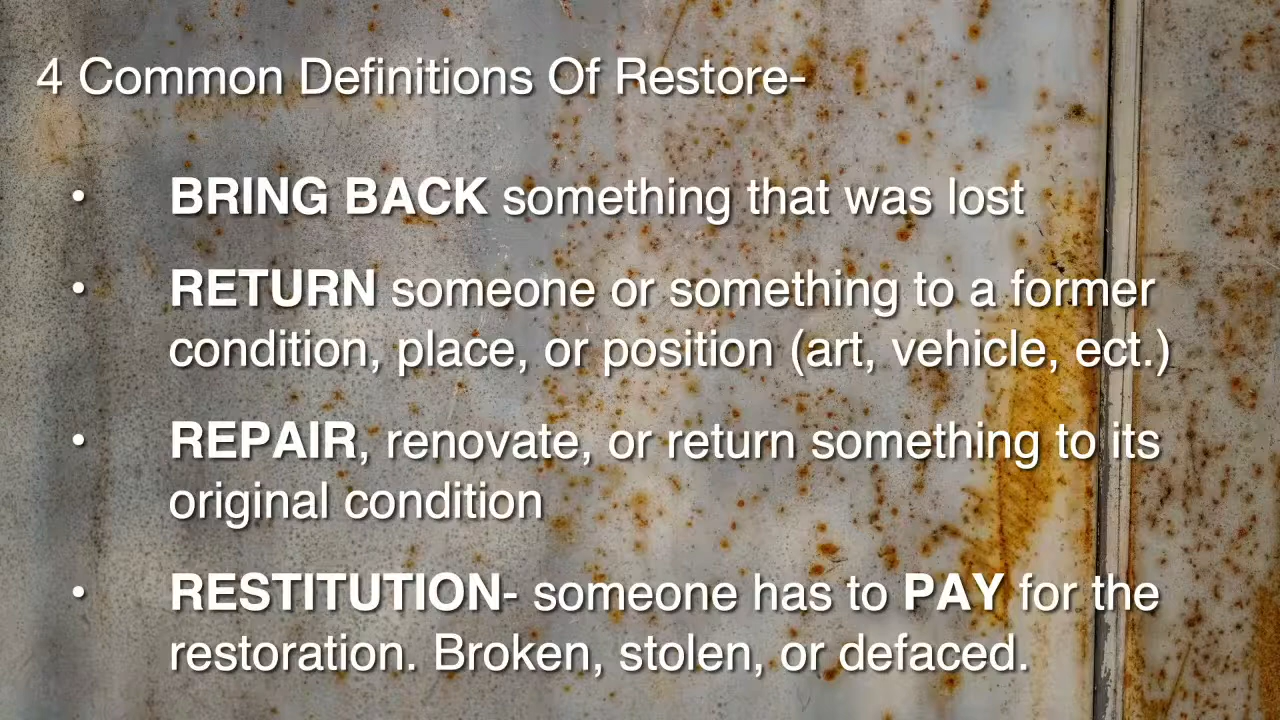 4 Common Definitions Of Restore-
• BRING BACK something that was lost
• RETURN someone or something to a former
condition, place, or position (art, vehicle, ect.)
• REPAIR, renovate, or return something to its
original condition
• RESTITUTION- someone has to PAY for the
restoration. Broken, stolen, or defaced.